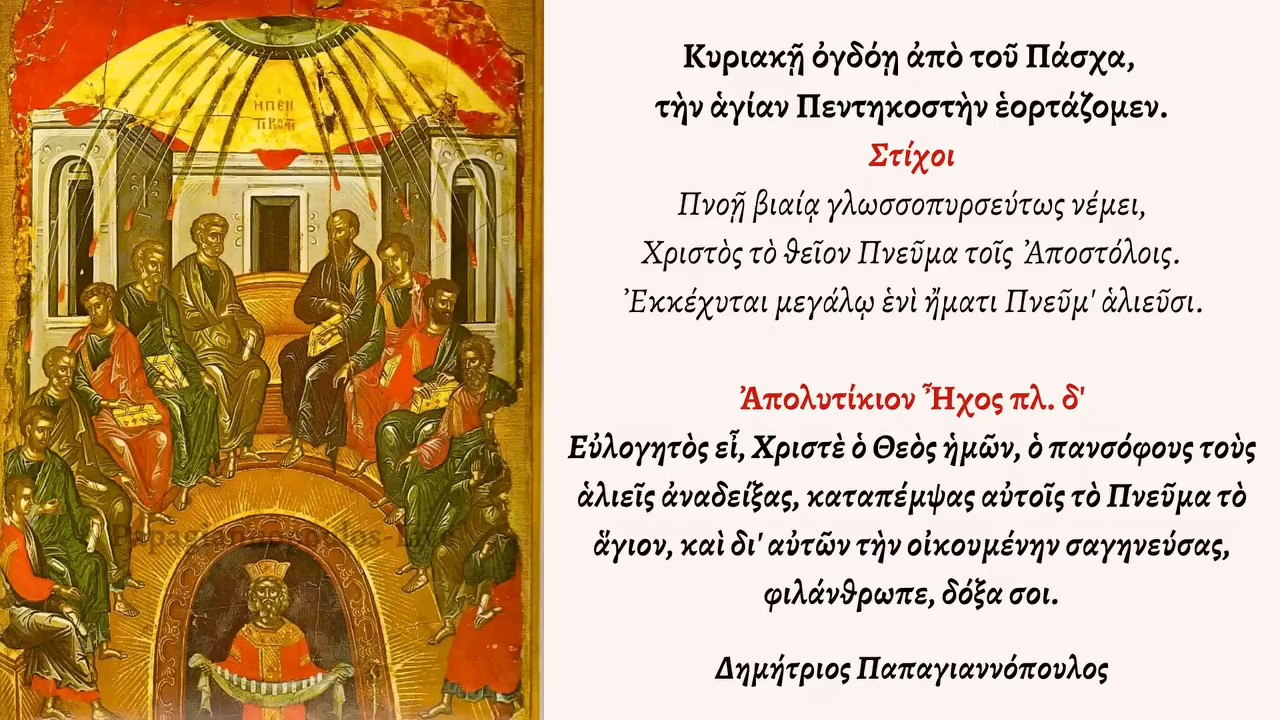 Η ΠΕΝ
ΤΙΚΟΣΤΗ
Κυριακῇ ὀγδόῃ ἀπὸ τοῦ Πάσχα,
τὴν ἁγίαν Πεντηκοστὴν ἑορτάζομεν.
Στίχοι
Πνοῇ βιαίᾳ γλωσσοπυρσεύτως νέμει,
Χριστὸς τὸ θεῖον Πνεῦμα τοῖς Ἀποστόλοις.
Ἐκκέχυται μεγάλῳ ἑνὶ ἤματι Πνεῦμ' ἁλιεῦσι.
Ἀπολυτίκιον Ἦχος πλ. δ'
Εὐλογητὸς εἶ, Χριστὲ ὁ Θεὸς ἡμῶν, ὁ πανσόφους τοὺς
ἁλιεῖς ἀναδείξας, καταπέμψας αὐτοῖς τὸ Πνεῦμα τὸ
ἅγιον, καὶ δι' αὐτῶν τὴν οἰκουμένην σαγηνεύσας,
φιλάνθρωπε, δόξα σοι.
Δημήτριος Παπαγιαννόπουλος